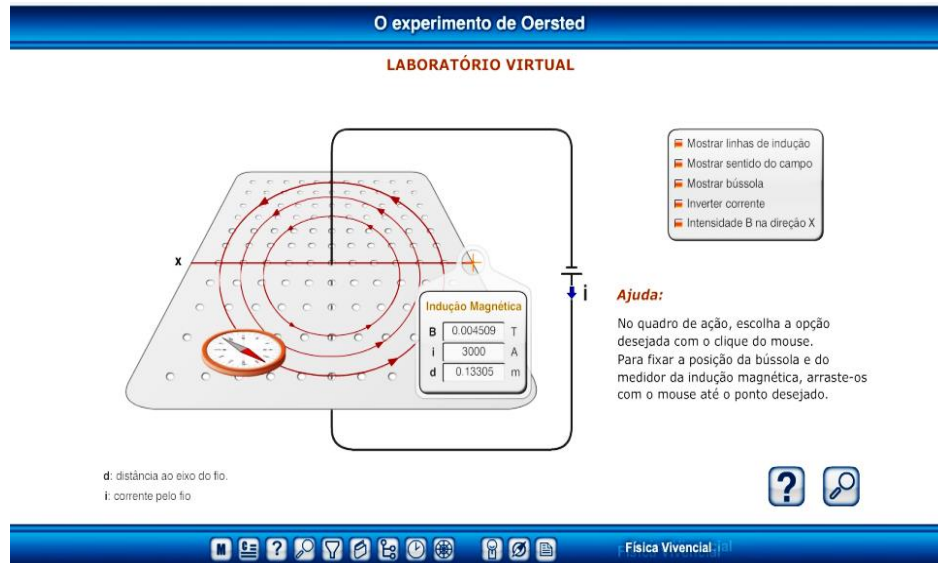 O experimento de Oersted
LABORATÓRIO VIRTUAL
Mostrar linhas de indução
Mostrar sentido do campo
Mostrar bússola
Inverter corrente
Intensidade B na direção X
x
i
Indução Magnética
B 0.004509 T
i 3000 A
d 0.13305 m
Ajuda:
No quadro de ação, escolha a opção
desejada com o clique do mouse.
Para fixar a posição da bússola e do
medidor da indução magnética, arraste-os
com o mouse até o ponto desejado.
d: distância ao eixo do fio.
i: corrente pelo fio
?
M ?
Física Vivencial